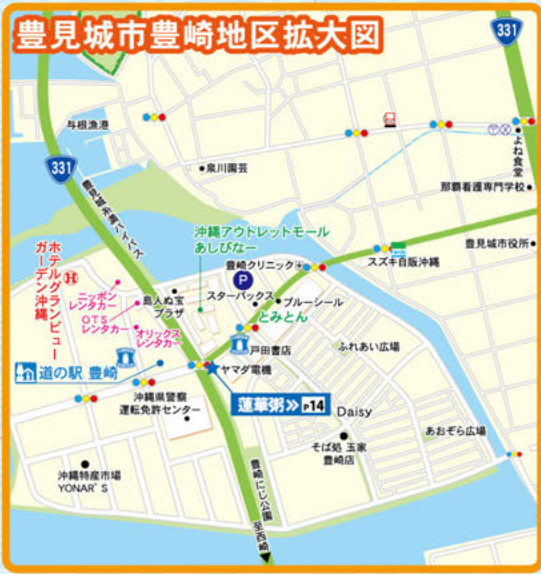 豊見城市豊崎地区拡大図
331
与根漁港
よね食堂
331
泉川園芸
那覇看護専門学校
豊見城糸満バイパス
沖縄アウトレットモール
あしびなー
豊見城市役所
スズキ自販沖縄
豊崎クリニック
ホテルグランビュー
ガーデン沖縄
H
P
ニッポン
レンタカー
島人ぬ宝
プラザ
スターバックス
ブルーシール
OTS
レンタカー
とみとん
オリックス
レンタカー
戸田書店
ふれあい広場
道の駅 豊崎
ヤマダ電機
沖縄県警察
運転免許センター
蓮華粥≫P14
Daisy
あおぞら広場
そば処 玉家
豊崎店
沖縄特産市場
YONAR'S
豊崎にじ公園
至西崎